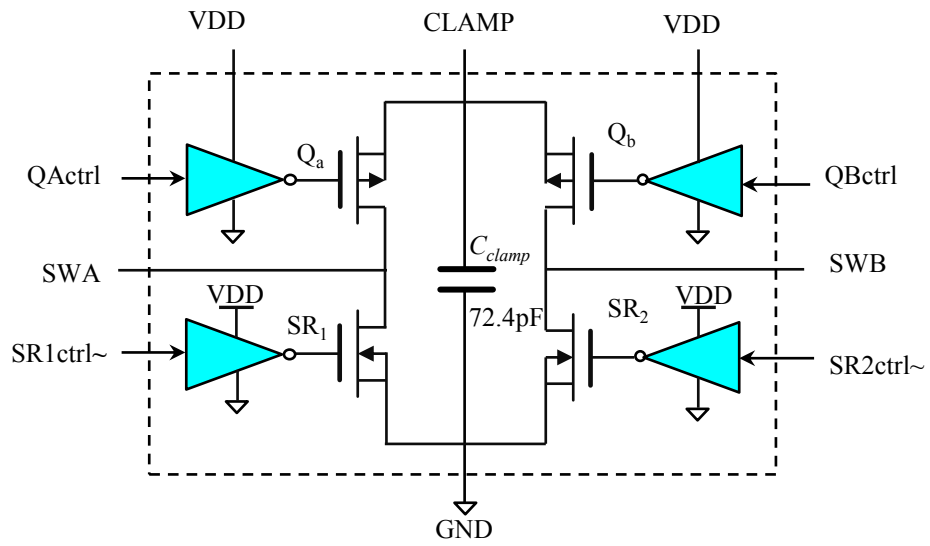 VDD
CLAMP
VDD
Qa
Qb
QActrl
QBctrl
Cclamp
SWA
SWB
VDD
72.4pF
VDD
SR1
SR2
SR1ctrl~
SR2ctrl~
GND